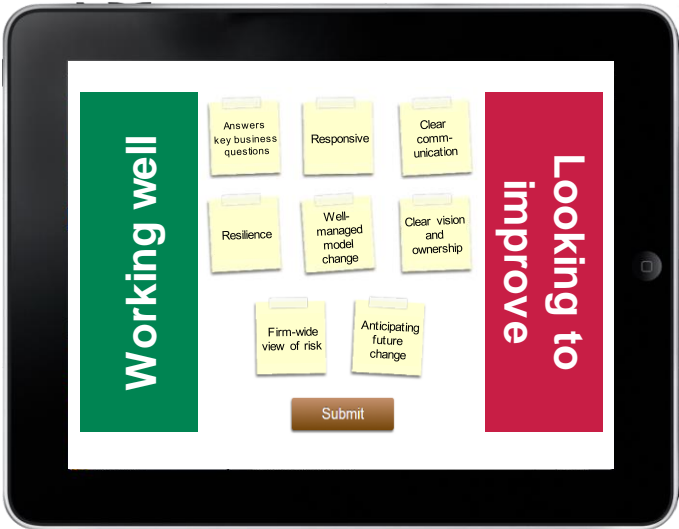 Working well
Answers
key business
questions
Responsive
Clear
comm-
unication
Resilience
Well-
managed
model
change
Clear vision
and
ownership
Firm-wide
view of risk
Anticipating
future
change
Submit
Looking to
improve